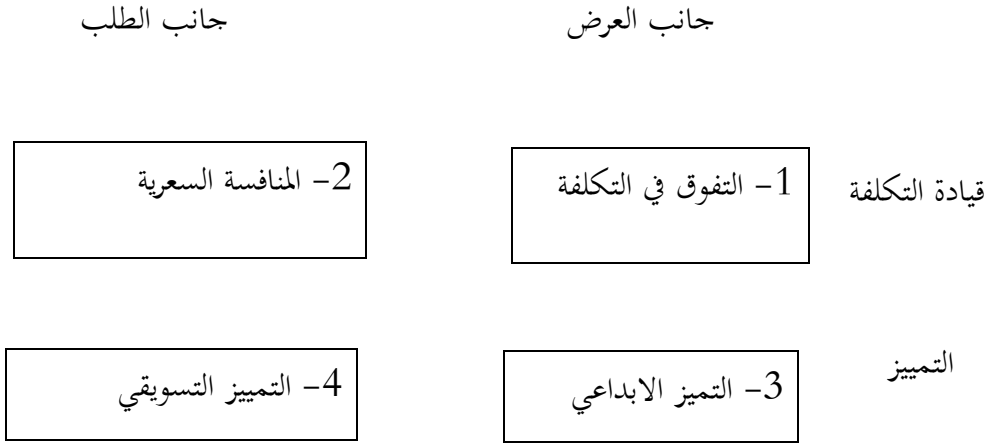 جانب العرض
جانب الطلب
قيادة التكلفة
1- التفوق في التكلفة
2- المنافسة السعرية
التمييز
3- التميز الابداعي
4- التمييز التسويقي